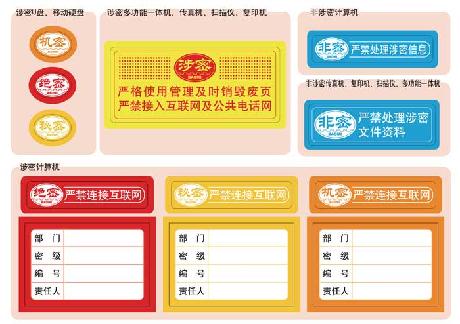 涉密U盘、移动硬盘
机密
绝密
秘密
涉密多功能一体机、传真机、扫描仪、复印机
涉密
严格使用管理及时销毁废页
严禁接入互联网及公共电话网
非涉密计算机
非密
严禁处理涉密信息
非涉密传真机、复印机、扫描仪、多功能一体机
非密
严禁处理涉密
文件资料
涉密计算机
绝密
严禁连接互联网
部 门
密 级
编 号
责任人
秘密
严禁连接互联网
部 门
密 级
编 号
责任人
机密
严禁连接互联网
部 门
密 级
编 号
责任人